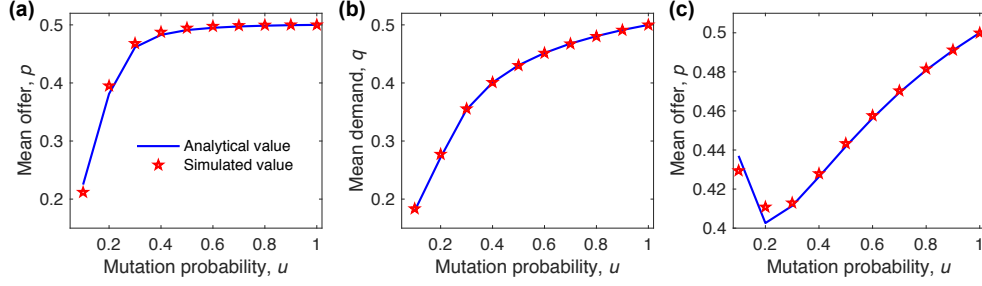 (a)
Mean offer, p
0.5
0.4
0.3
0.2
Analytical value
Simulated value
0.2 0.4 0.6 0.8 1
Mutation probability, u
(b)
Mean demand, q
0.5
0.4
0.3
0.2
0.2 0.4 0.6 0.8 1
Mutation probability, u
(c)
Mean offer, p
0.5
0.48
0.46
0.44
0.42
0.4
0.2 0.4 0.6 0.8 1
Mutation probability, u